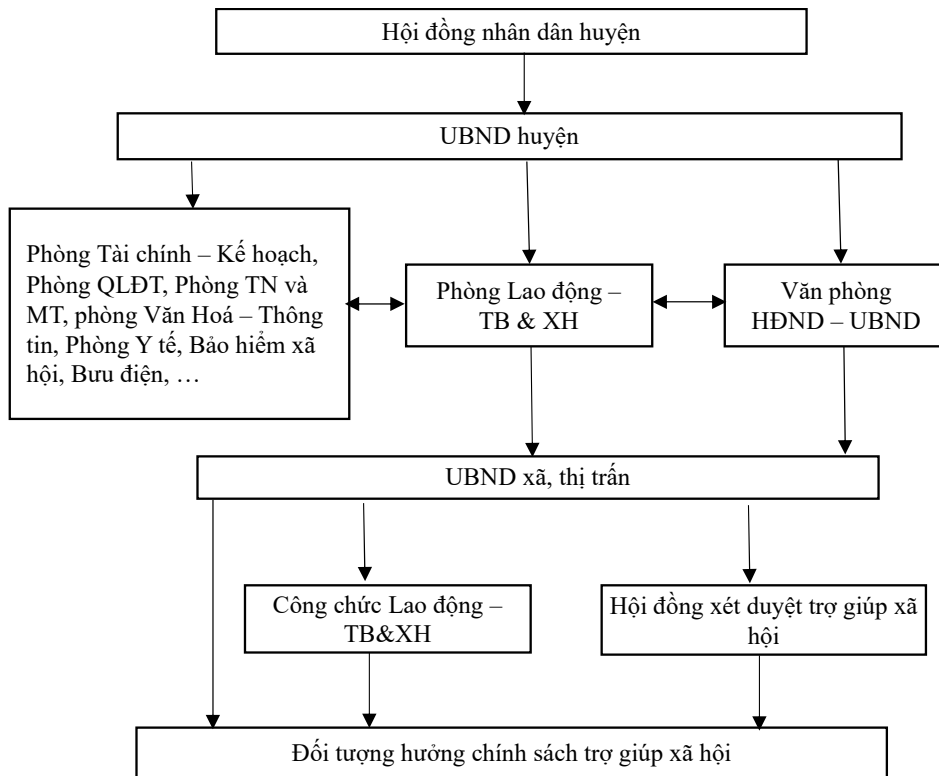 Hội đồng nhân dân huyện
UBND huyện
Phòng Tài chính – Kế hoạch,
Phòng QLĐT, Phòng TN và
MT, phòng Văn Hoá – Thông
tin, Phòng Y tế, Bảo hiểm xã
hội, Bưu điện, …
Phòng Lao động –
TB & XH
Văn phòng
HĐND – UBND
UBND xã, thị trấn
Công chức Lao động –
TB&XH
Hội đồng xét duyệt trợ giúp xã
hội
Đối tượng hưởng chính sách trợ giúp xã hội